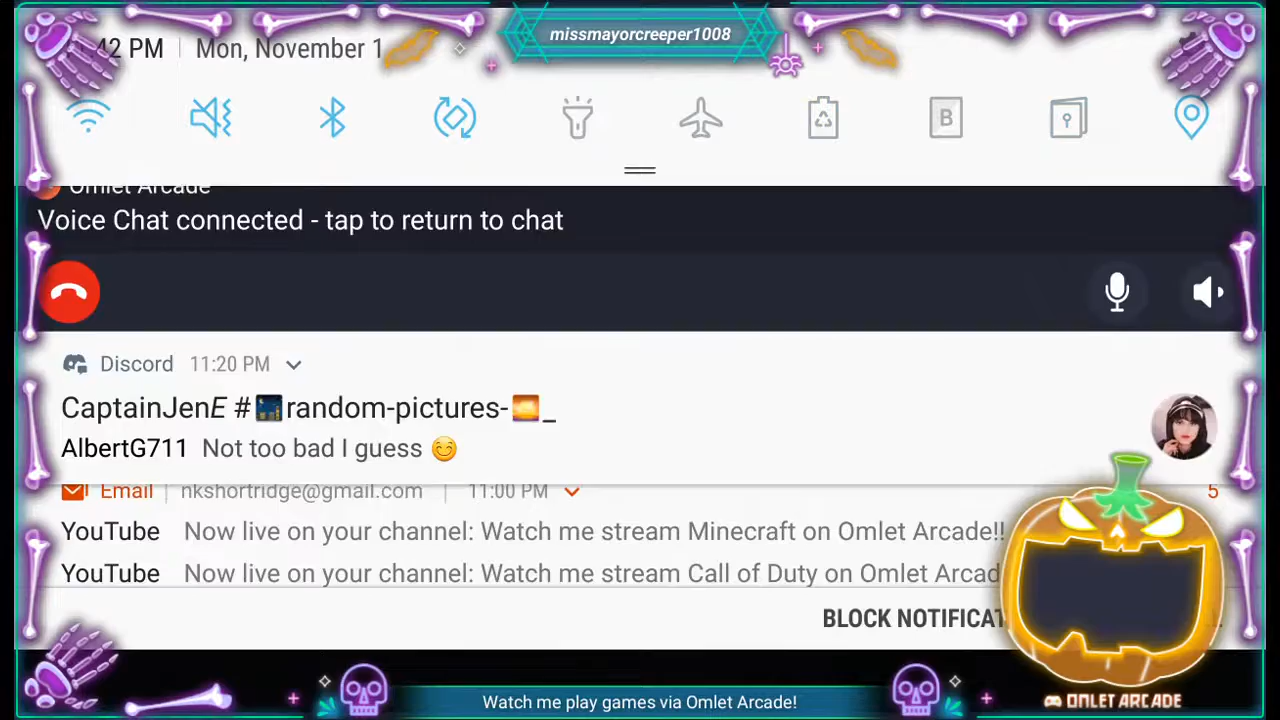 missmayorcreeper1008
42 PM | Mon, November 1
B
Omlet Arcade
Voice Chat connected - tap to return to chat
Discord 11:20 PM
CaptainJenE #🌃random-pictures-🌅_
AlbertG711 Not too bad I guess 😊
Email | nkshortridge@gmail.com | 11:00 PM 5
YouTube Now live on your channel: Watch me stream Minecraft on Omlet Arcade!!
YouTube Now live on your channel: Watch me stream Call of Duty on Omlet Arcad
BLOCK NOTIFICAT
Watch me play games via Omlet Arcade!
OMLET ARCADE